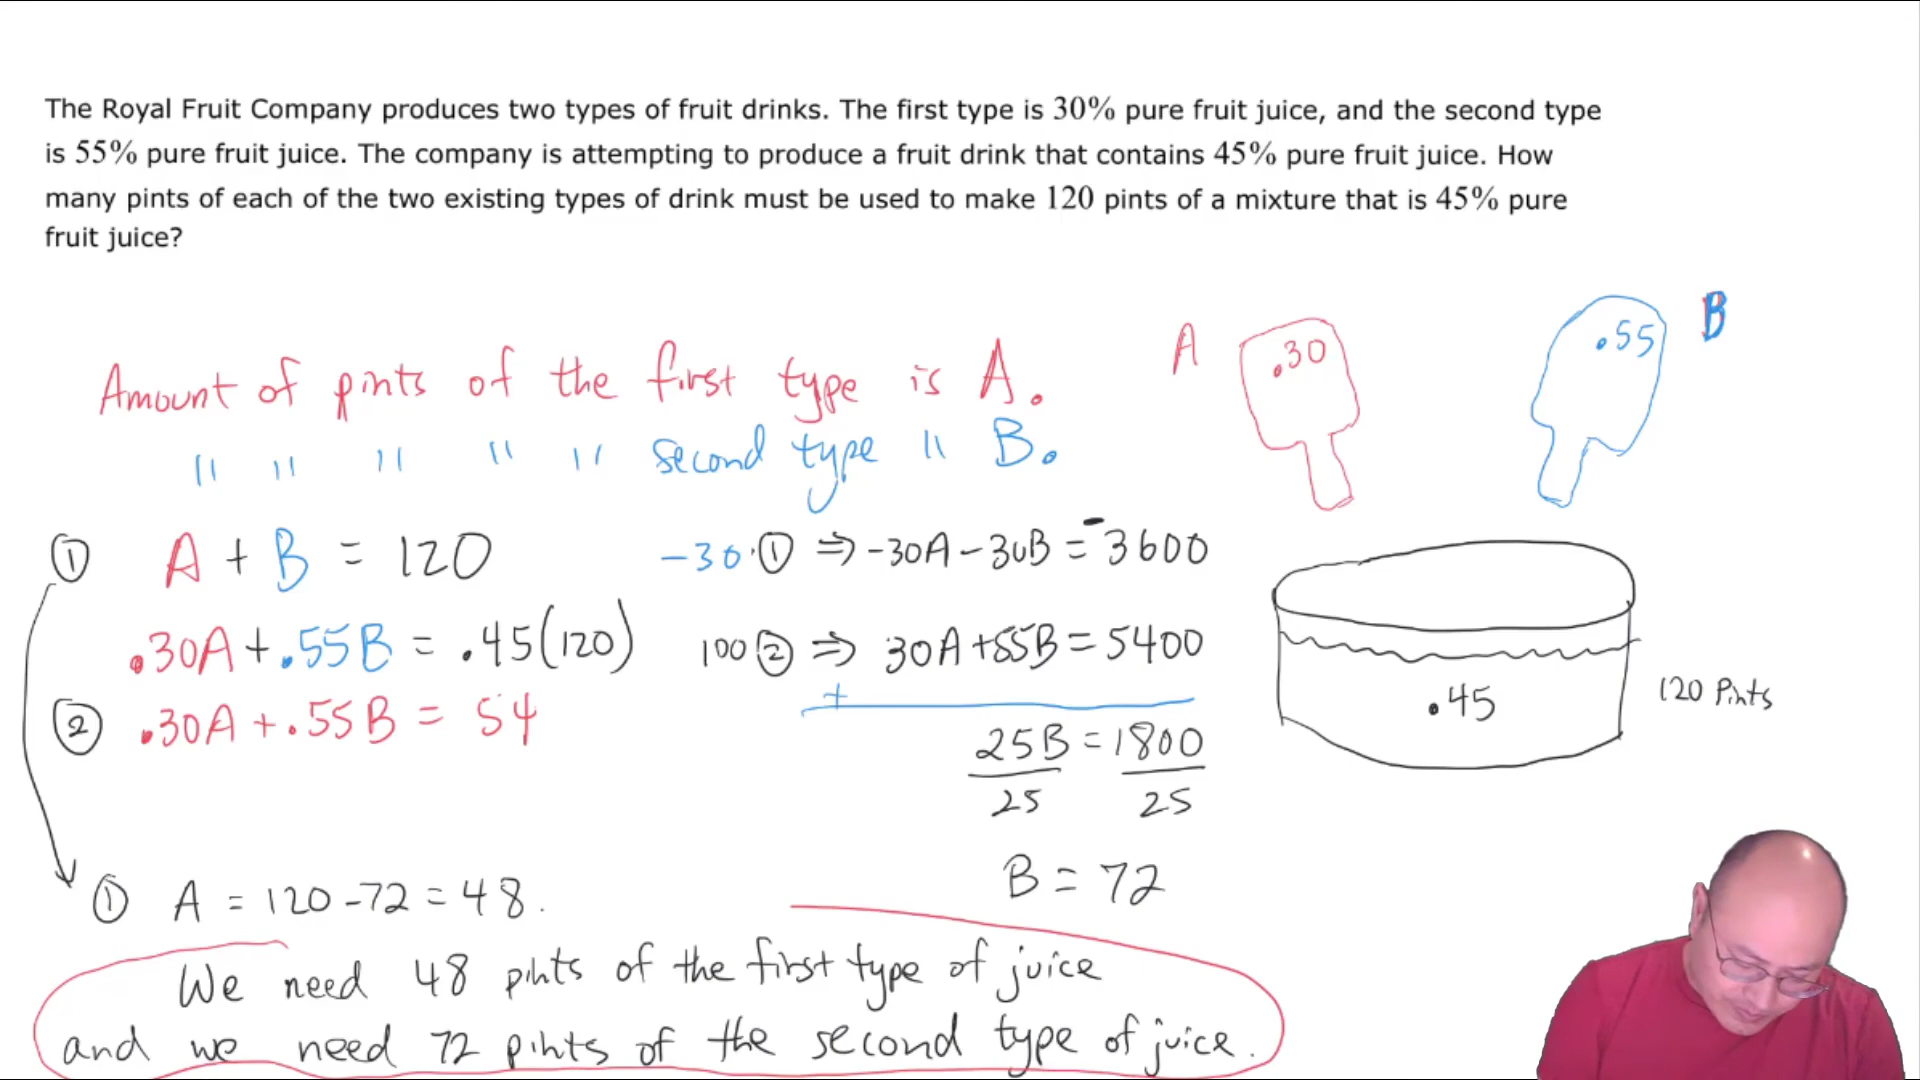 The Royal Fruit Company produces two types of fruit drinks. The first type is 30% pure fruit juice, and the second type
is 55% pure fruit juice. The company is attempting to produce a fruit drink that contains 45% pure fruit juice. How
many pints of each of the two existing types of drink must be used to make 120 pints of a mixture that is 45% pure
fruit juice?
A .30
.55 B
Amount of pints of the first type is A.
" " " " " second type " B.
① A + B = 120
.30A + .55B = .45(120)
② .30A + .55B = 54
-30·① ⇒ -30A - 30B = -3600
100② ⇒ 30A + 55B = 5400
+
25B = 1800
25 25
B = 72
.45
120 Pints
① A = 120 - 72 = 48.
We need 48 pints of the first type of juice
and we need 72 pints of the second type of juice.